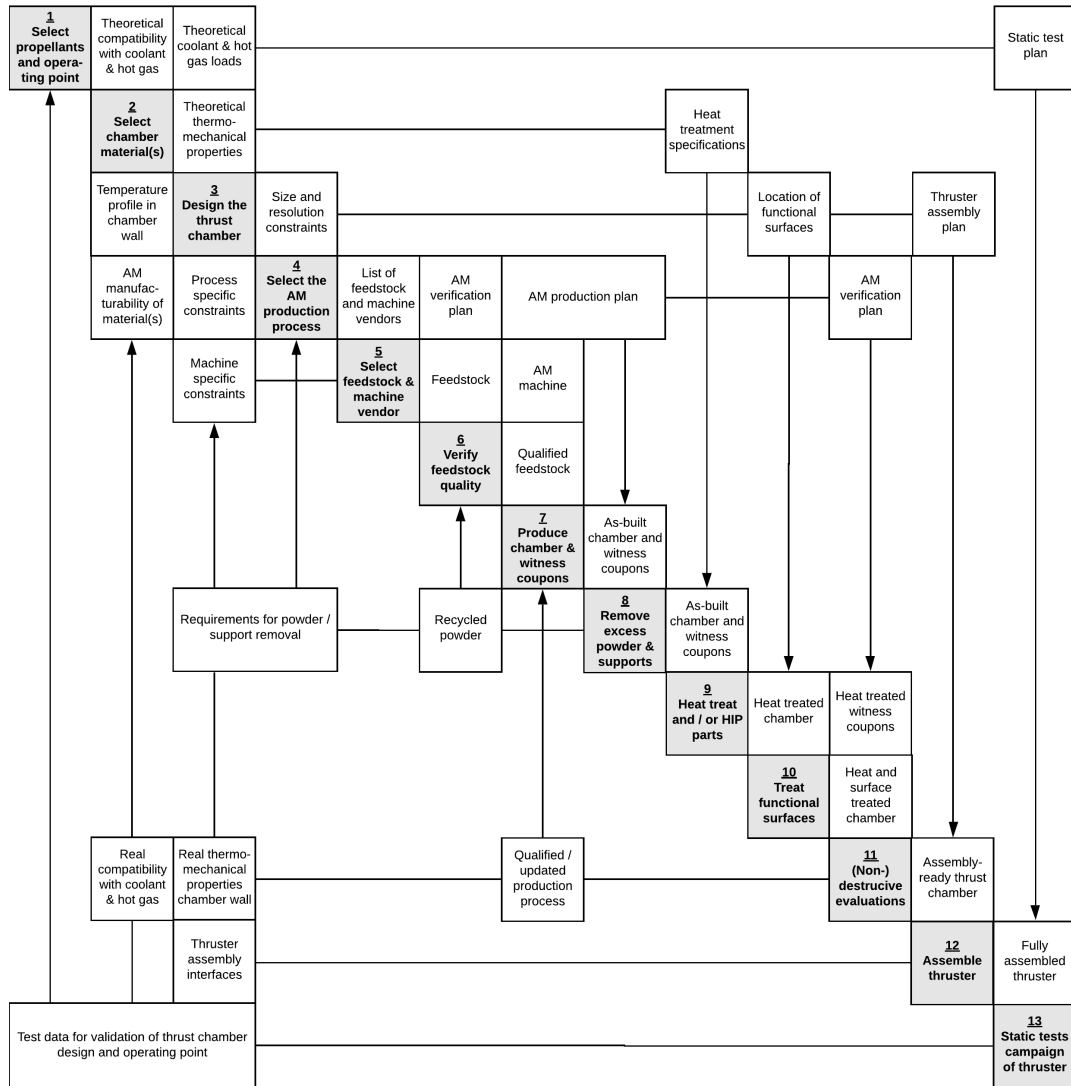 1
Select
propellants
and opera-
ting point
Theoretical
compatibility
with coolant
& hot gas
Theoretical
coolant & hot
gas loads
Static test
plan
2
Select
chamber
material(s)
Theoretical
thermo-
mechanical
properties
Heat
treatment
specifications
Temperature
profile in
chamber
wall
3
Design the
thrust
chamber
Size and
resolution
constraints
Location of
functional
surfaces
Thruster
assembly
plan
AM
manufac-
turability of
material(s)
Process
specific
constraints
4
Select the
AM
production
process
List of
feedstock
and machine
vendors
AM
verification
plan
AM production plan
AM
verification
plan
Machine
specific
constraints
5
Select
feedstock &
machine
vendor
Feedstock
AM
machine
6
Verify
feedstock
quality
Qualified
feedstock
7
Produce
chamber &
witness
coupons
As-built
chamber and
witness
coupons
Requirements for powder /
support removal
Recycled
powder
8
Remove
excess
powder &
supports
As-built
chamber and
witness
coupons
9
Heat treat
and / or HIP
parts
Heat treated
chamber
Heat treated
witness
coupons
10
Treat
functional
surfaces
Heat and
surface
treated
chamber
Real
compatibility
with coolant
& hot gas
Real thermo-
mechanical
properties
chamber wall
Qualified /
updated
production
process
11
(Non-)
destrucive
evaluations
Assembly-
ready thrust
chamber
Thruster
assembly
interfaces
12
Assemble
thruster
Fully
assembled
thruster
Test data for validation of thrust chamber
design and operating point
13
Static tests
campaign
of thruster